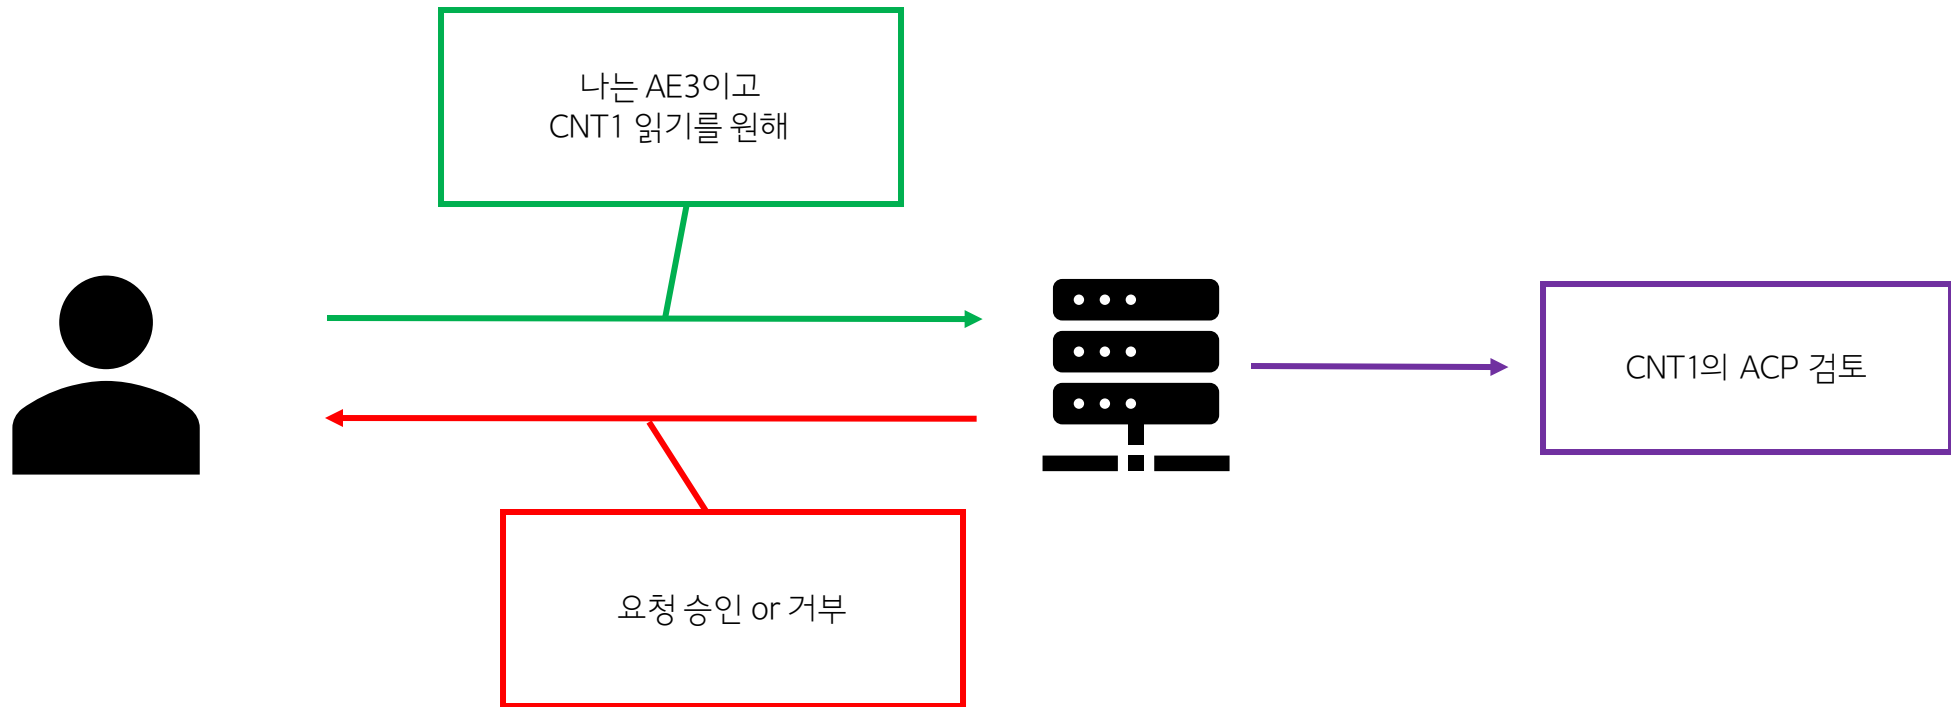 나는 AE3이고
CNT1 읽기를 원해
CNT1의 ACP 검토
요청 승인 or 거부